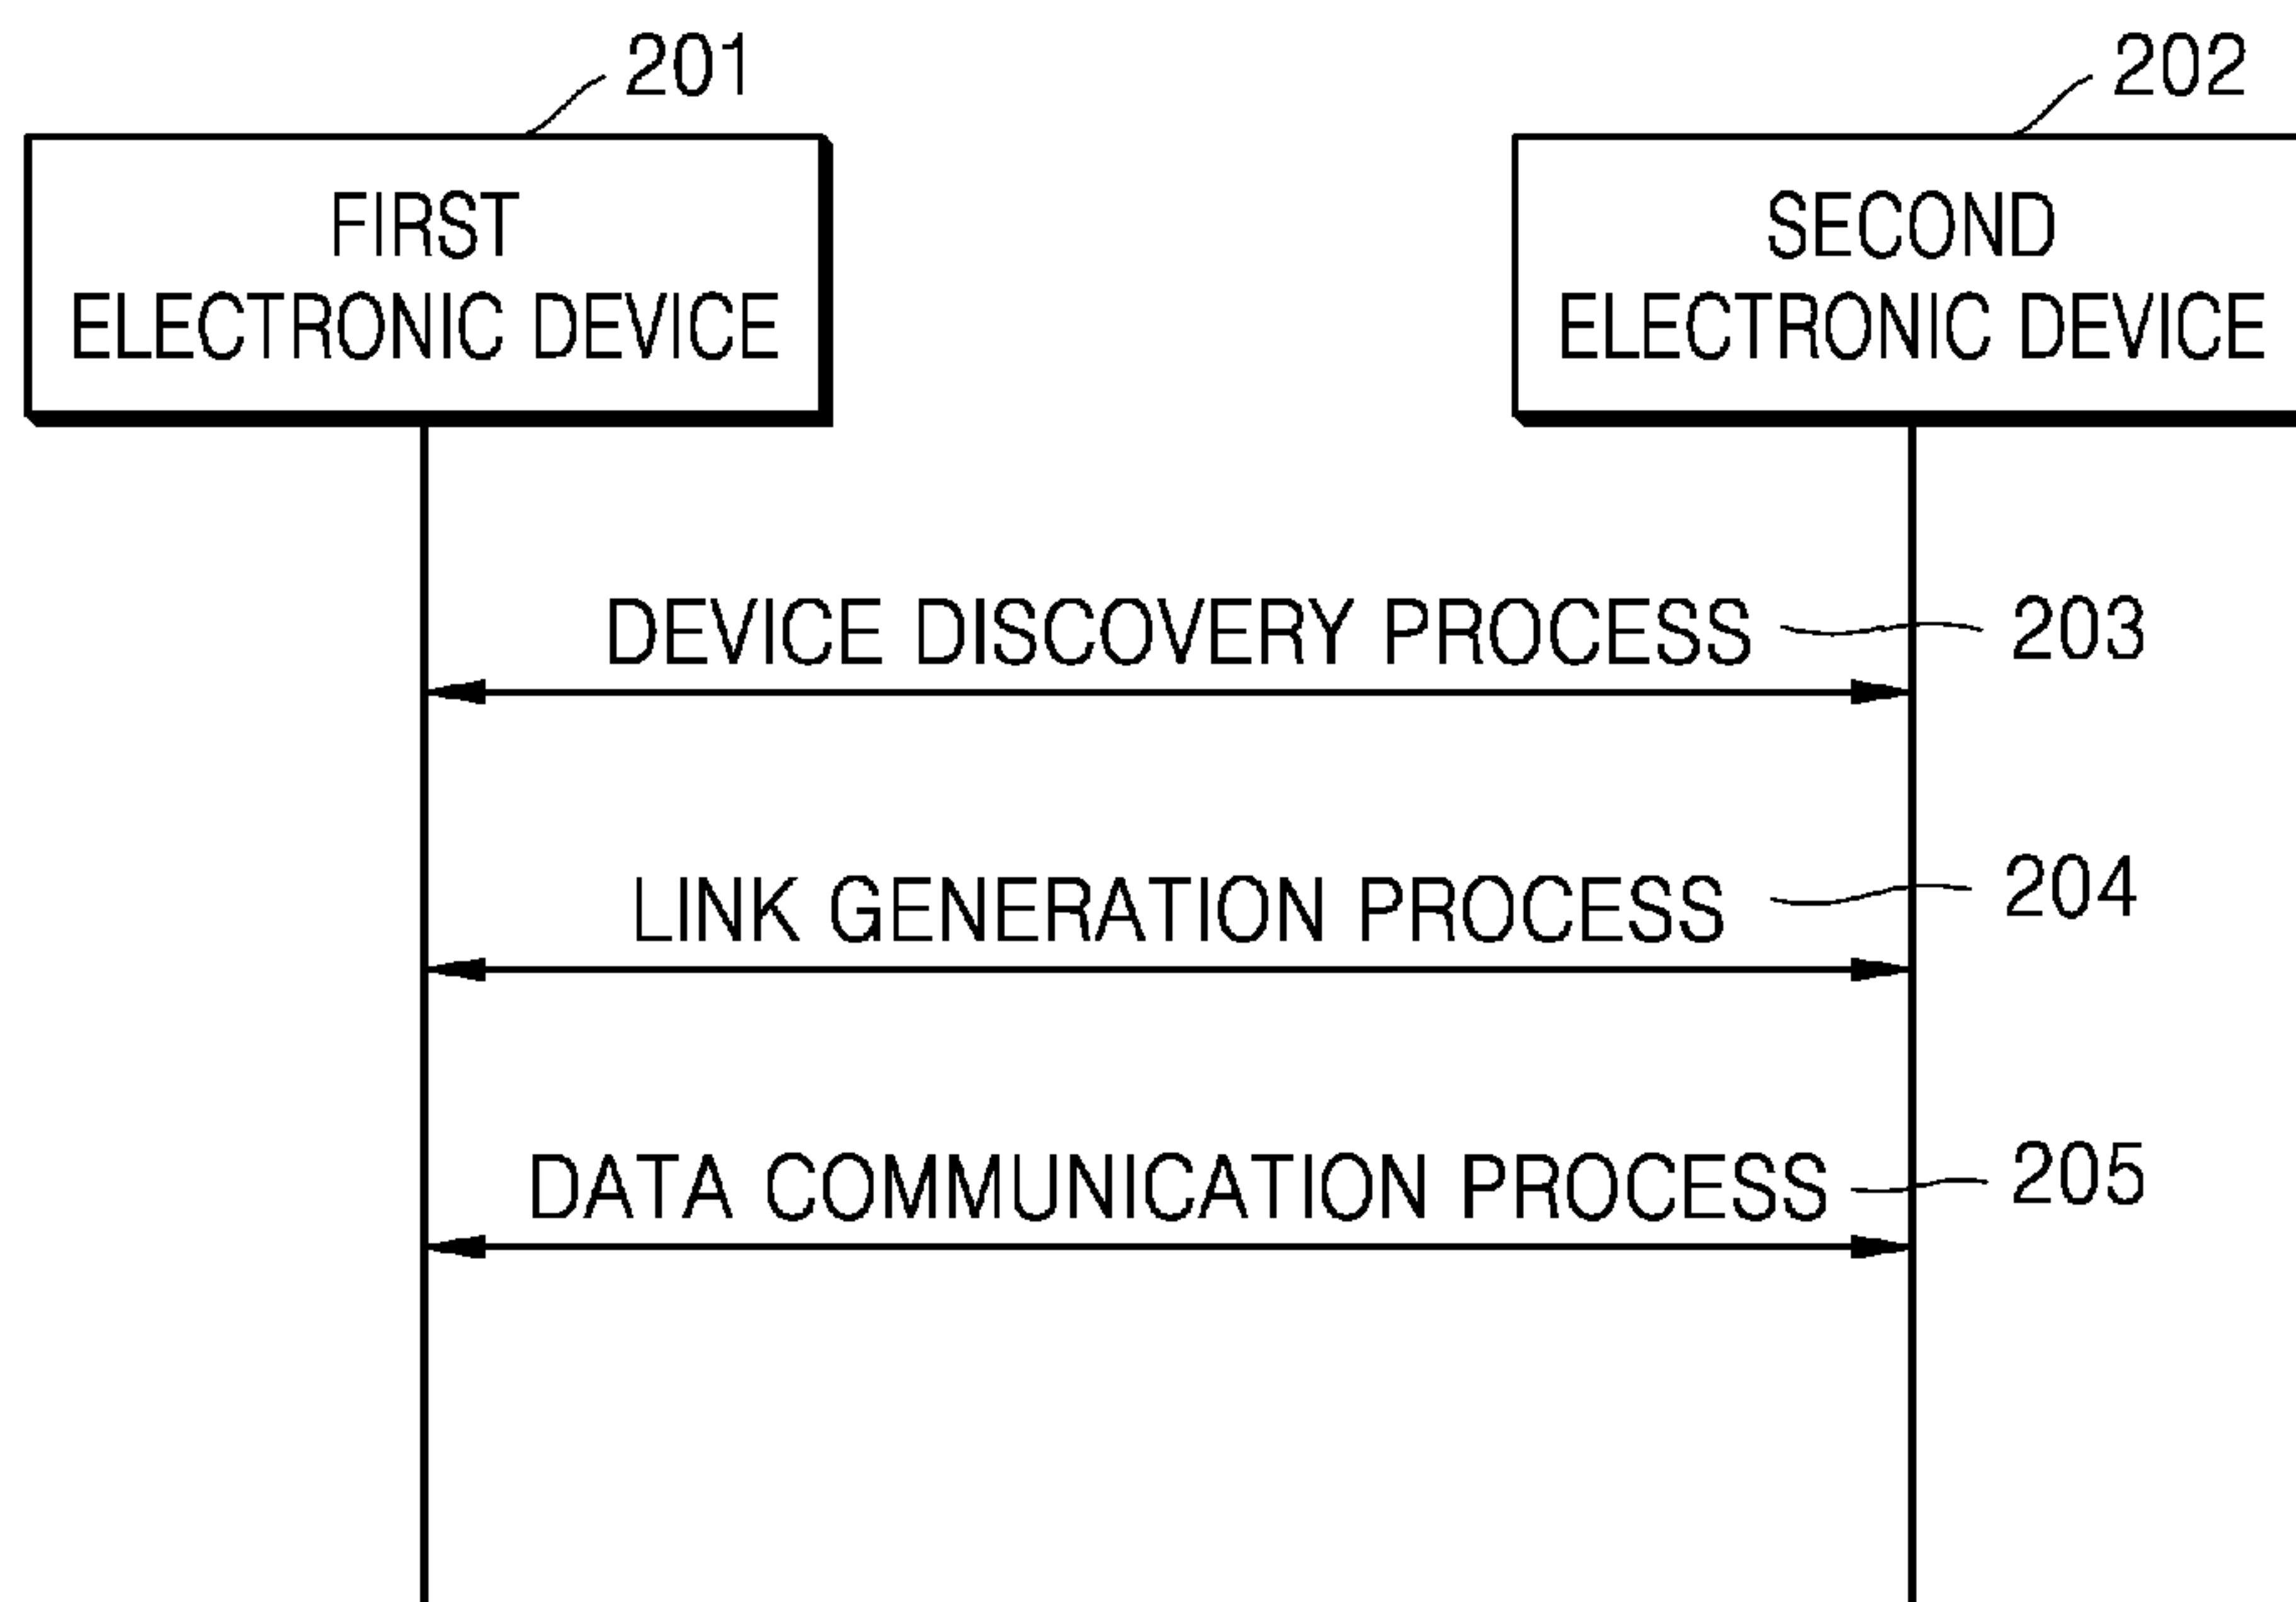 201
202
FIRST
ELECTRONIC DEVICE
SECOND
ELECTRONIC DEVICE
DEVICE DISCOVERY PROCESS
203
LINK GENERATION PROCESS
204
DATA COMMUNICATION PROCESS
205